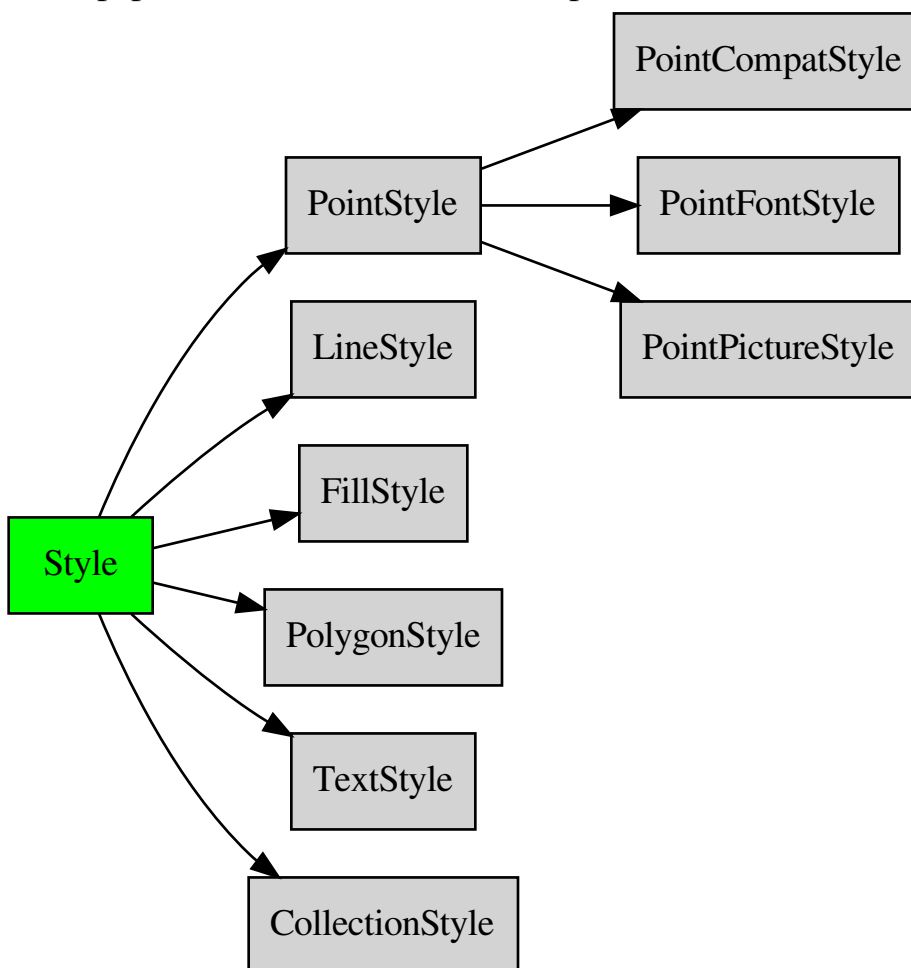 PointCompatStyle
PointStyle
PointFontStyle
LineStyle
PointPictureStyle
FillStyle
Style
PolygonStyle
TextStyle
CollectionStyle